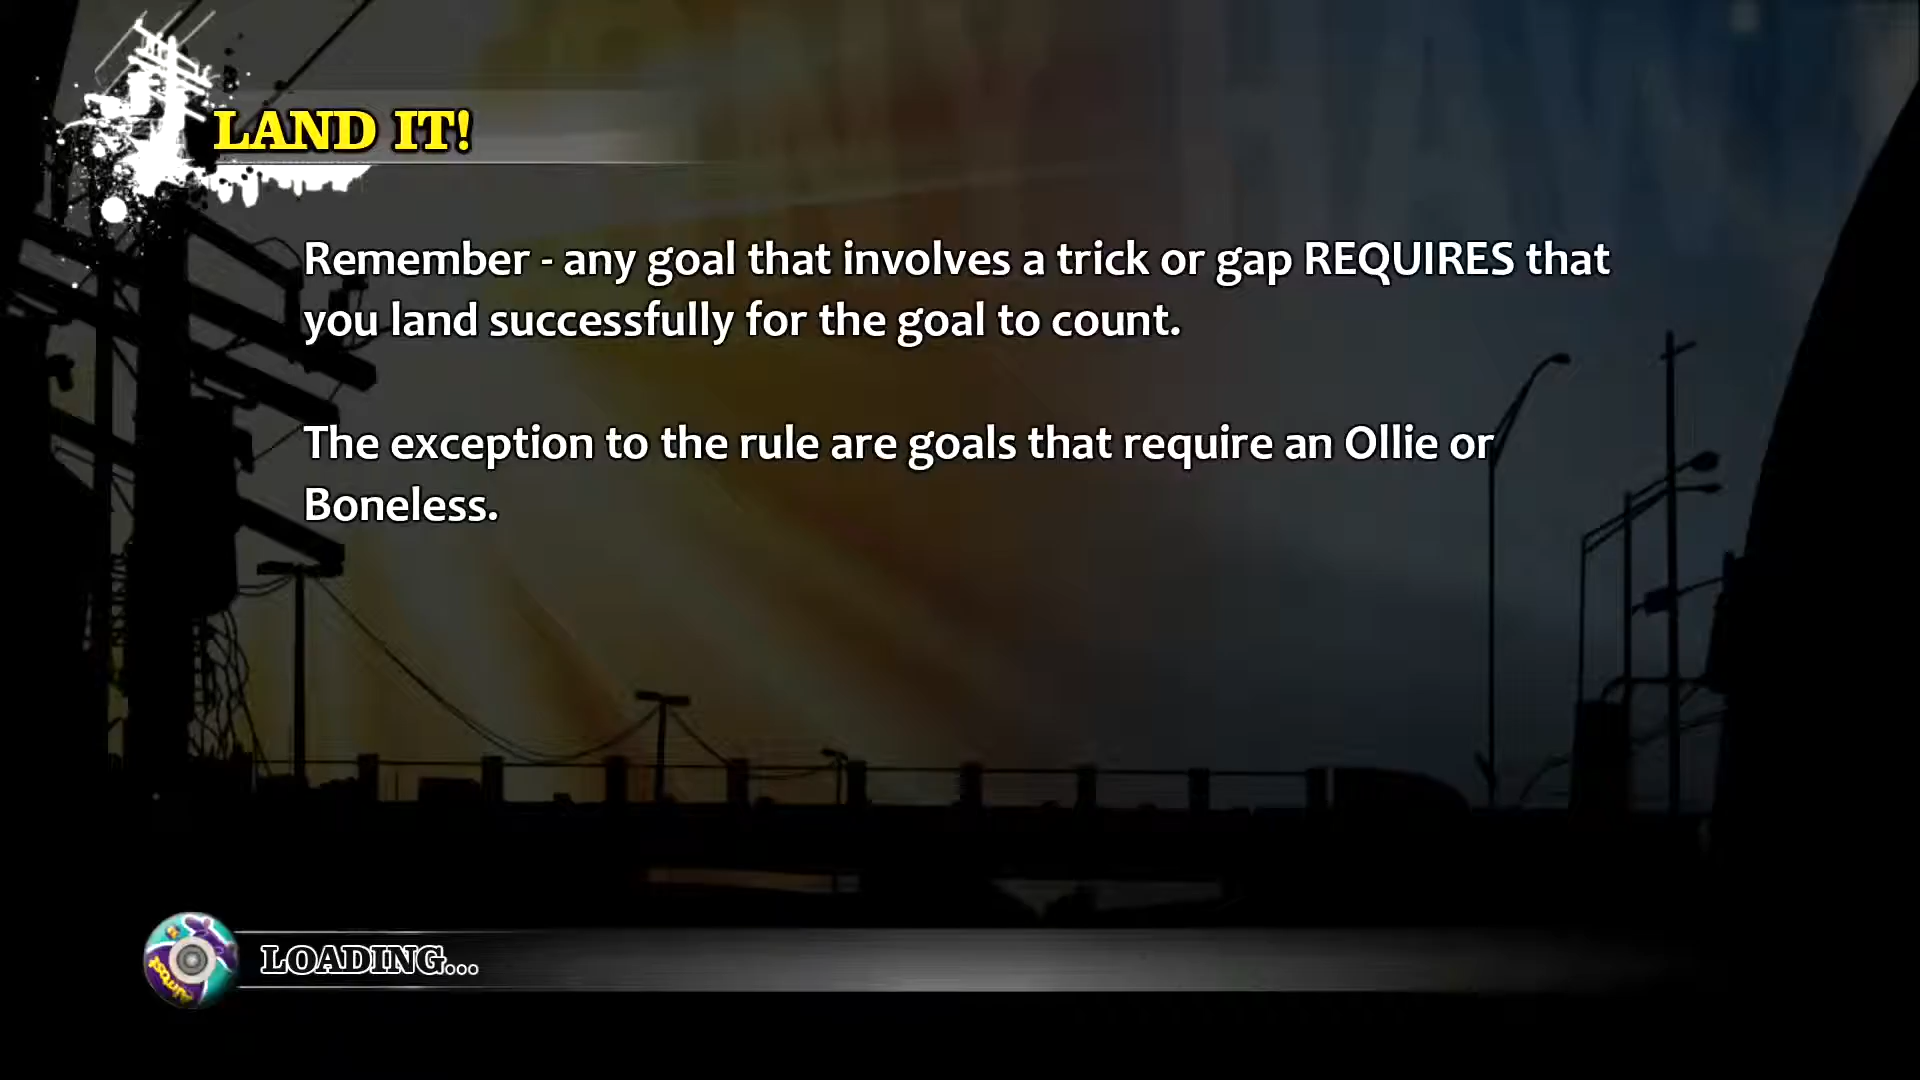 LAND IT!
Remember - any goal that involves a trick or gap REQUIRES that
you land successfully for the goal to count.
The exception to the rule are goals that require an Ollie or
Boneless.
LOADING...